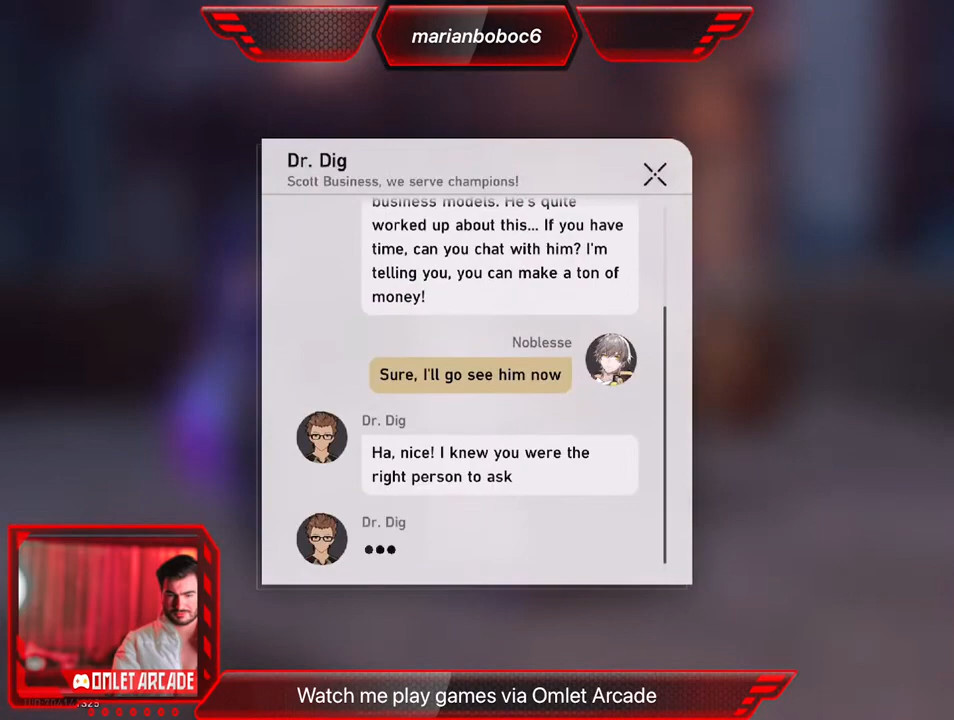 marianboboc6
Dr. Dig
Scott Business, we serve champions!
business models. He's quite
worked up about this... If you have
time, can you chat with him? I'm
telling you, you can make a ton of
money!
Noblesse
Sure, I'll go see him now
Dr. Dig
Ha, nice! I knew you were the
right person to ask
Dr. Dig
•••
OMLET ARCADE
Watch me play games via Omlet Arcade